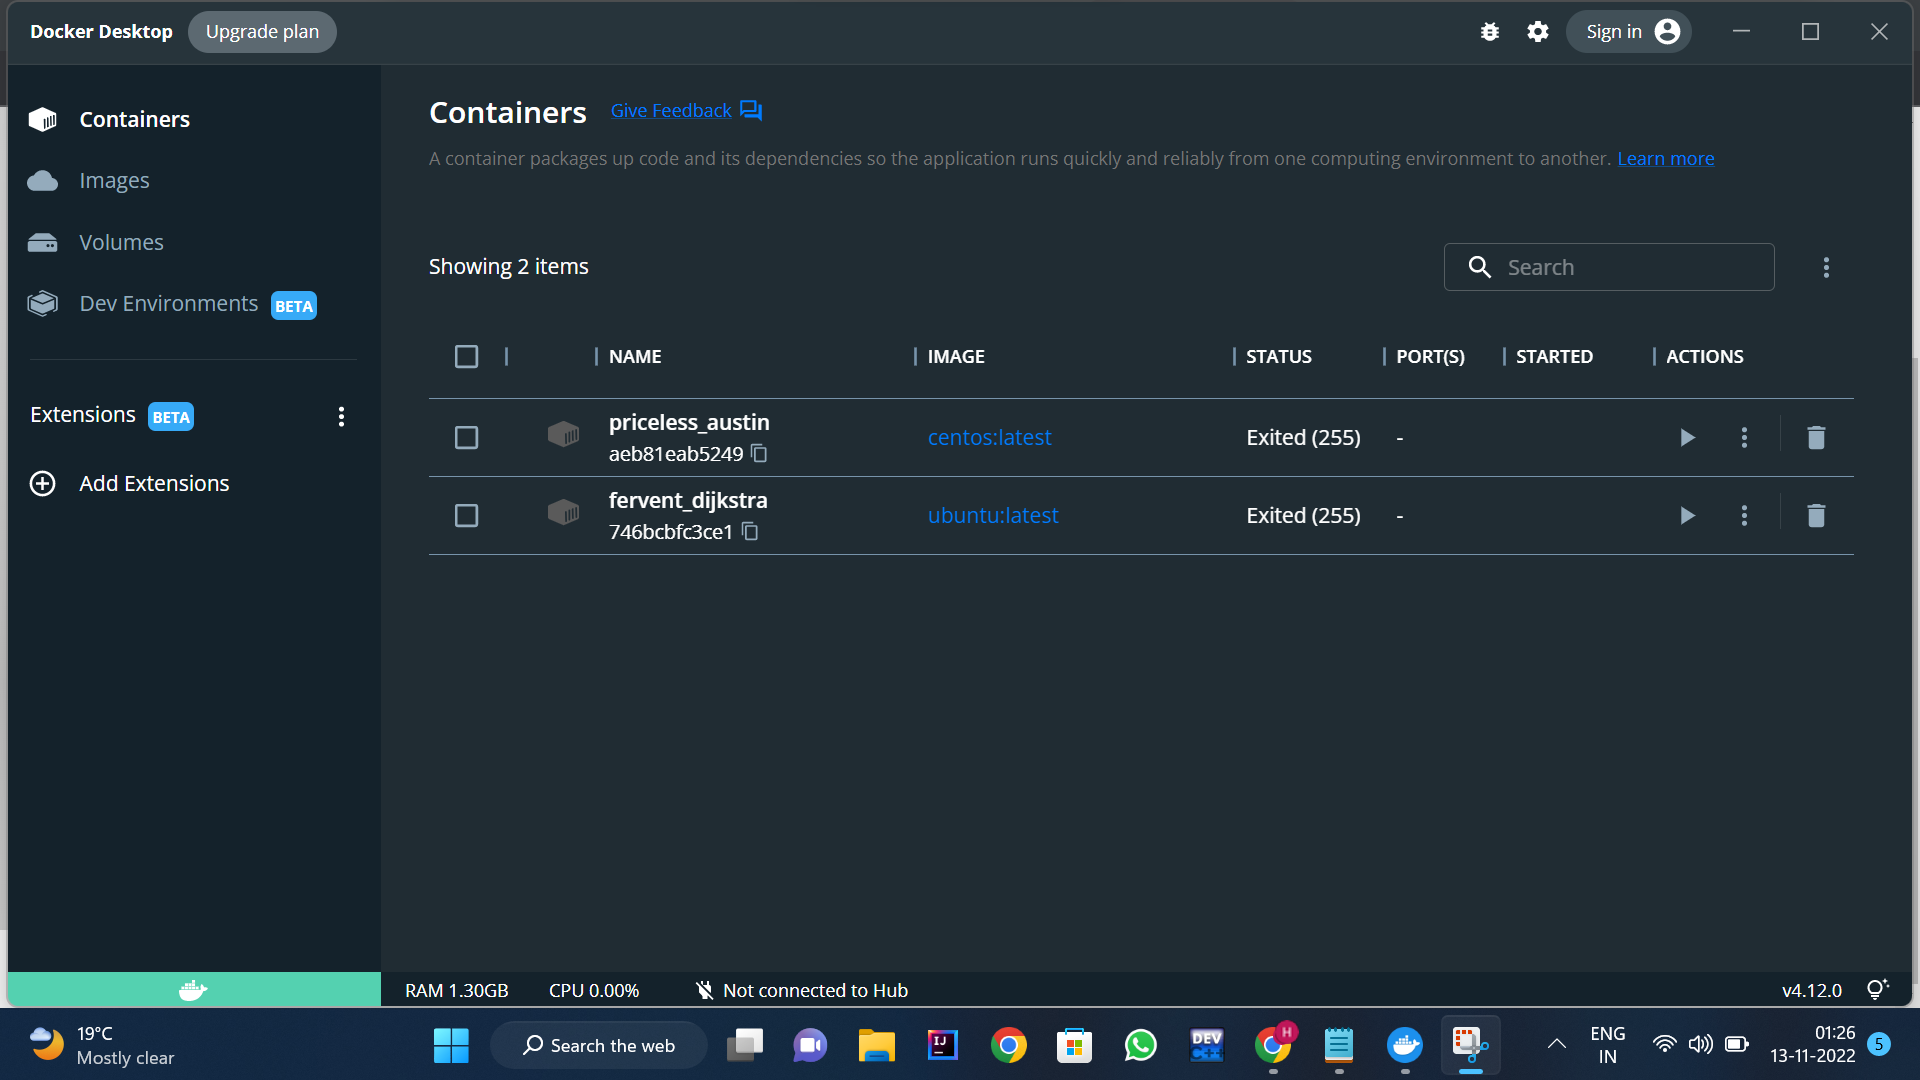 Docker Desktop
Upgrade plan
Sign in
Containers
Images
Volumes
Dev Environments BETA
Extensions BETA
Add Extensions
Containers
Give Feedback
A container packages up code and its dependencies so the application runs quickly and reliably from one computing environment to another. Learn more
Showing 2 items
Search
NAME IMAGE STATUS PORT(S) STARTED ACTIONS
priceless_austin
aeb81eab5249
centos:latest
Exited (255)
-
fervent_dijkstra
746bcbfc3ce1
ubuntu:latest
Exited (255)
-
RAM 1.30GB CPU 0.00% Not connected to Hub
v4.12.0
19°C
Mostly clear
Search the web
IJ
DEV
C++
H
ENG
IN
01:26
13-11-2022
5